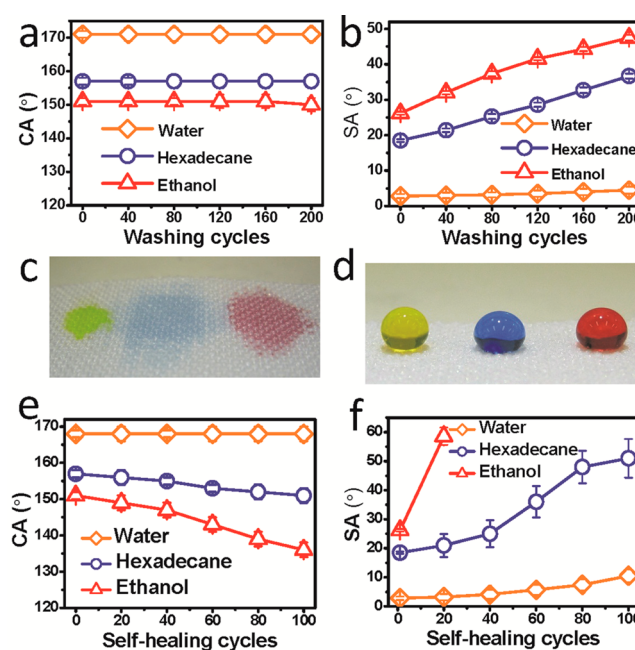 a
170
160
150
140
130
120
CA (°)
Water
Hexadecane
Ethanol
0 40 80 120 160 200
Washing cycles
b
50
40
30
20
10
0
SA (°)
Water
Hexadecane
Ethanol
0 40 80 120 160 200
Washing cycles
c
d
e
170
160
150
140
130
120
CA (°)
Water
Hexadecane
Ethanol
0 20 40 60 80 100
Self-healing cycles
f
60
50
40
30
20
10
0
SA (°)
Water
Hexadecane
Ethanol
0 20 40 60 80 100
Self-healing cycles